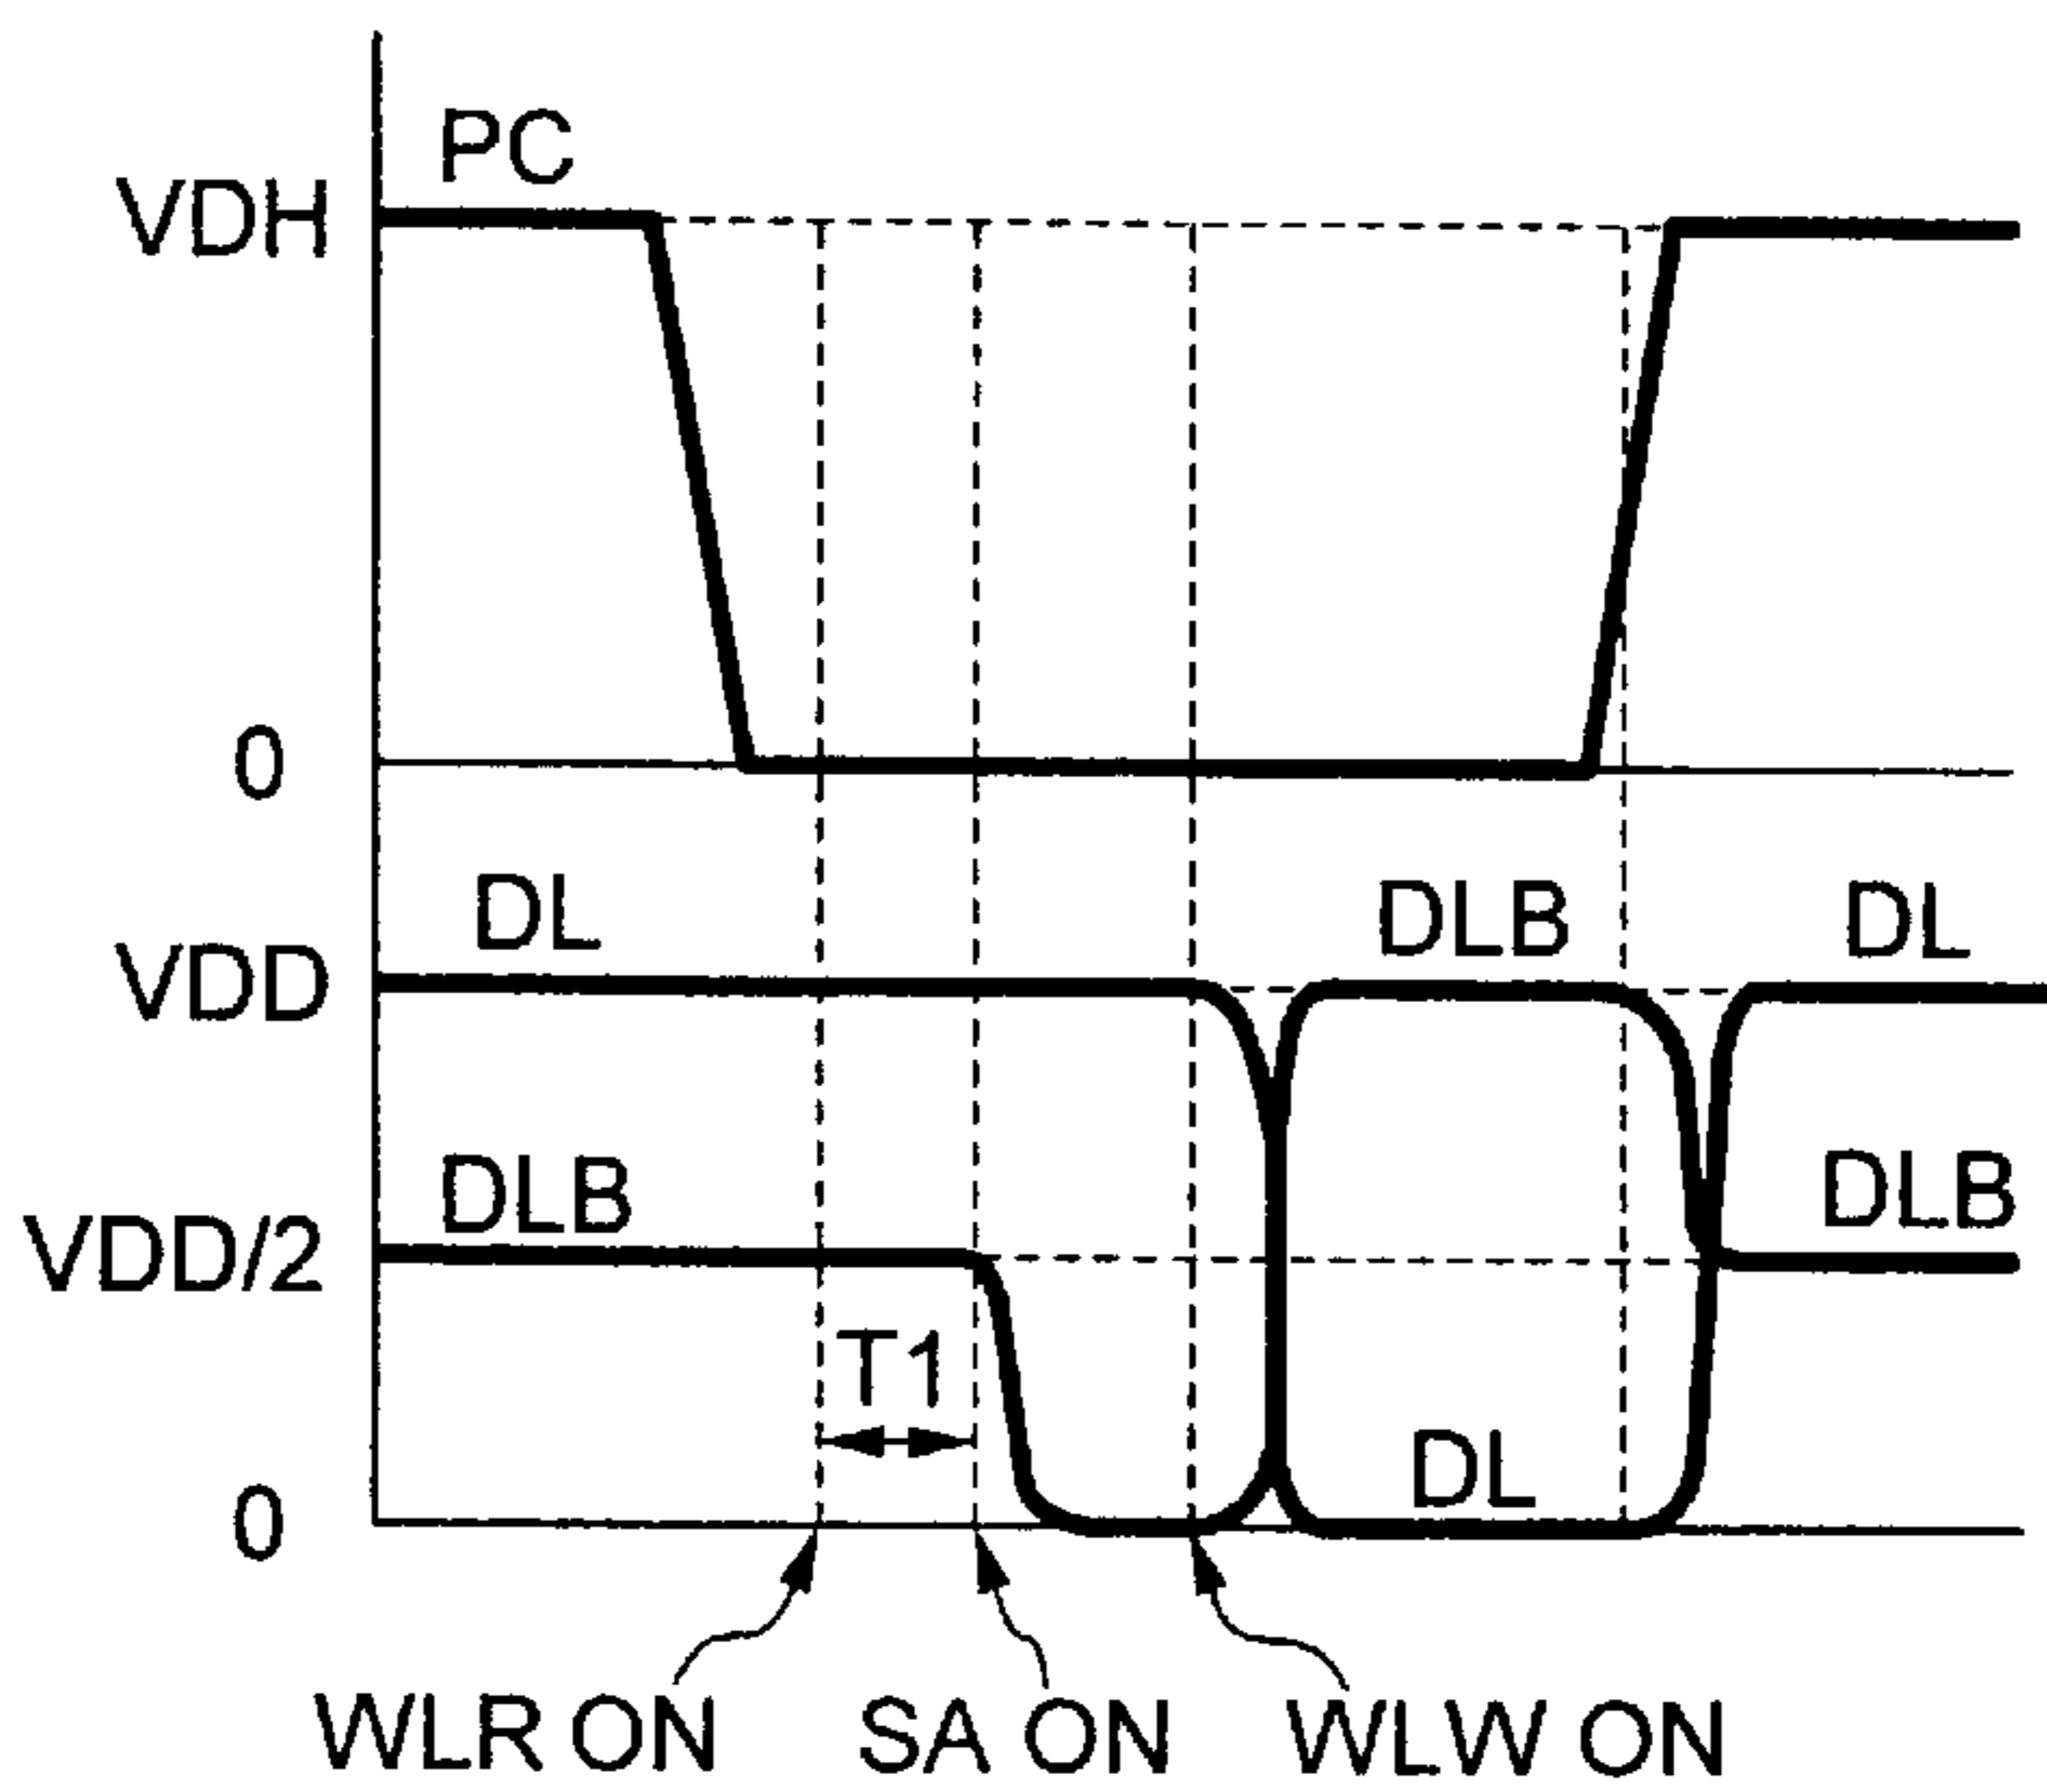 PC
VDH
0
DL
DLB
DL
VDD
DLB
DLB
VDD/2
T1
DL
0
WLR ON
SA ON
WLW ON